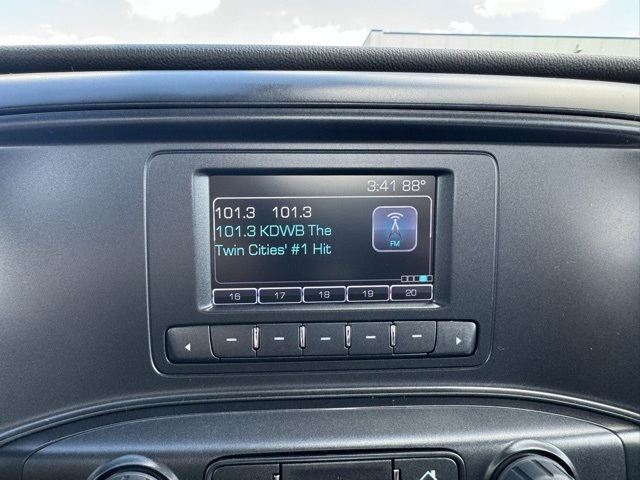 3:41 88°
101.3 101.3
101.3 KDWB The
Twin Cities' #1 Hit
FM
16 17 18 19 20